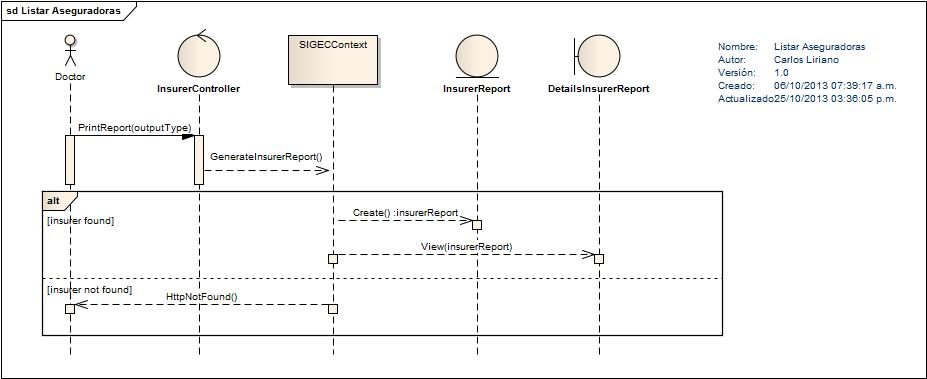 sd Listar Aseguradoras
Doctor
InsurerController
SIGECContext
InsurerReport
DetailsInsurerReport
Nombre: Listar Aseguradoras
Autor: Carlos Liriano
Versión: 1.0
Creado: 06/10/2013 07:39:17 a.m.
Actualizado25/10/2013 03:36:05 p.m.
PrintReport(outputType)
GenerateInsurerReport()
alt
[insurer found]
Create() :insurerReport
View(insurerReport)
[insurer not found]
HttpNotFound()